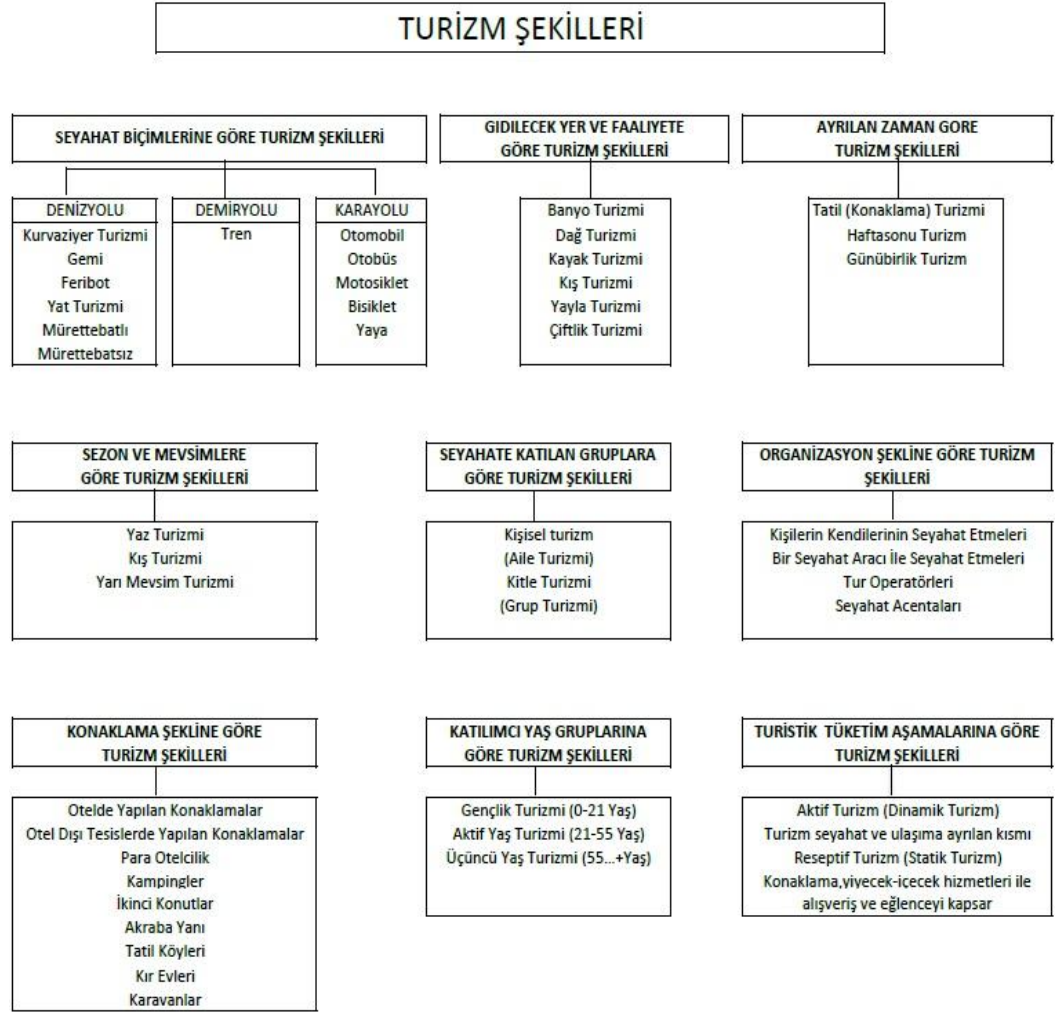 TURİZM ŞEKİLLERİ
SEYAHAT BİÇİMLERİNE GÖRE TURİZM ŞEKİLLERİ
DENİZYOLU
Kurvaziyer Turizmi
Gemi
Feribot
Yat Turizmi
Mürettebatlı
Mürettebatsız
DEMİRYOLU
Tren
KARAYOLU
Otomobil
Otobüs
Motosiklet
Bisiklet
Yaya
GIDILECEK YER VE FAALIYETE
GÖRE TURİZM ŞEKİLLERİ
Banyo Turizmi
Dağ Turizmi
Kayak Turizmi
Kış Turizmi
Yayla Turizmi
Çiftlik Turizmi
AYRILAN ZAMAN GORE
TURİZM ŞEKİLLERİ
Tatil (Konaklama) Turizmi
Haftasonu Turizm
Günübirlik Turizm
SEZON VE MEVSİMLERE
GÖRE TURİZM ŞEKİLLERİ
Yaz Turizmi
Kış Turizmi
Yarı Mevsim Turizmi
SEYAHATE KATILAN GRUPLARA
GÖRE TURİZM ŞEKİLLERİ
Kişisel turizm
(Aile Turizmi)
Kitle Turizmi
(Grup Turizmi)
ORGANİZASYON ŞEKLİNE GÖRE TURİZM
ŞEKİLLERİ
Kişilerin Kendilerinin Seyahat Etmeleri
Bir Seyahat Aracı İle Seyahat Etmeleri
Tur Operatörleri
Seyahat Acentaları
KONAKLAMA ŞEKLİNE GÖRE
TURİZM ŞEKİLLERİ
Otelde Yapılan Konaklamalar
Otel Dışı Tesislerde Yapılan Konaklamalar
Para Otelcilik
Kampingler
İkinci Konutlar
Akraba Yanı
Tatil Köyleri
Kır Evleri
Karavanlar
KATILIMCI YAŞ GRUPLARINA
GÖRE TURİZM ŞEKİLLERİ
Gençlik Turizmi (0-21 Yaş)
Aktif Yaş Turizmi (21-55 Yaş)
Üçüncü Yaş Turizmi (55...+Yaş)
TURİSTİK TÜKETİM AŞAMALARINA GÖRE
TURİZM ŞEKİLLERİ
Aktif Turizm (Dinamik Turizm)
Turizm seyahat ve ulaşıma ayrılan kısmı
Reseptif Turizm (Statik Turizm)
Konaklama,yiyecek-içecek hizmetleri ile
alışveriş ve eğlenceyi kapsar